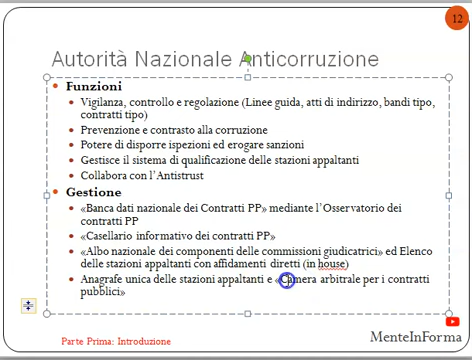 12
Autorità Nazionale Anticorruzione
• Funzioni
• Vigilanza, controllo e regolazione (Linee guida, atti di indirizzo, bandi tipo,
contratti tipo)
• Prevenzione e contrasto alla corruzione
• Potere di disporre ispezioni ed erogare sanzioni
• Gestisce il sistema di qualificazione delle stazioni appaltanti
• Collabora con l'Antistrust
• Gestione
• «Banca dati nazionale dei Contratti PP» mediante l'Osservatorio dei
contratti PP
• «Casellario informativo dei contratti PP»
• «Albo nazionale dei componenti delle commissioni giudicatrici» ed Elenco
delle stazioni appaltanti con affidamenti diretti (in house)
• Anagrafe unica delle stazioni appaltanti e «Camera arbitrale per i contratti
pubblici»
Parte Prima: Introduzione
MenteInForma